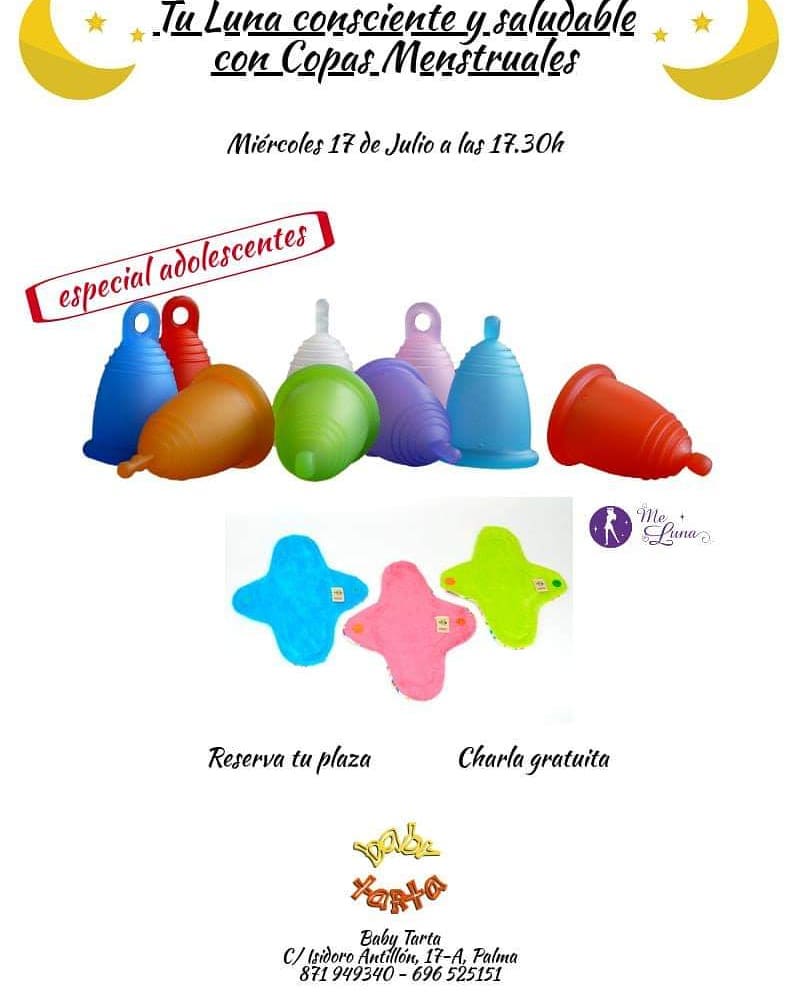 Tu Luna consciente y saludable
con Copas Menstruales
Miércoles 17 de Julio a las 17.30h
especial adolescentes
Me
Luna
Reserva tu plaza
Charla gratuita
baby
tarta
Baby Tarta
C/ Isidoro Antillón, 17-A, Palma
871 949340 - 696 525151